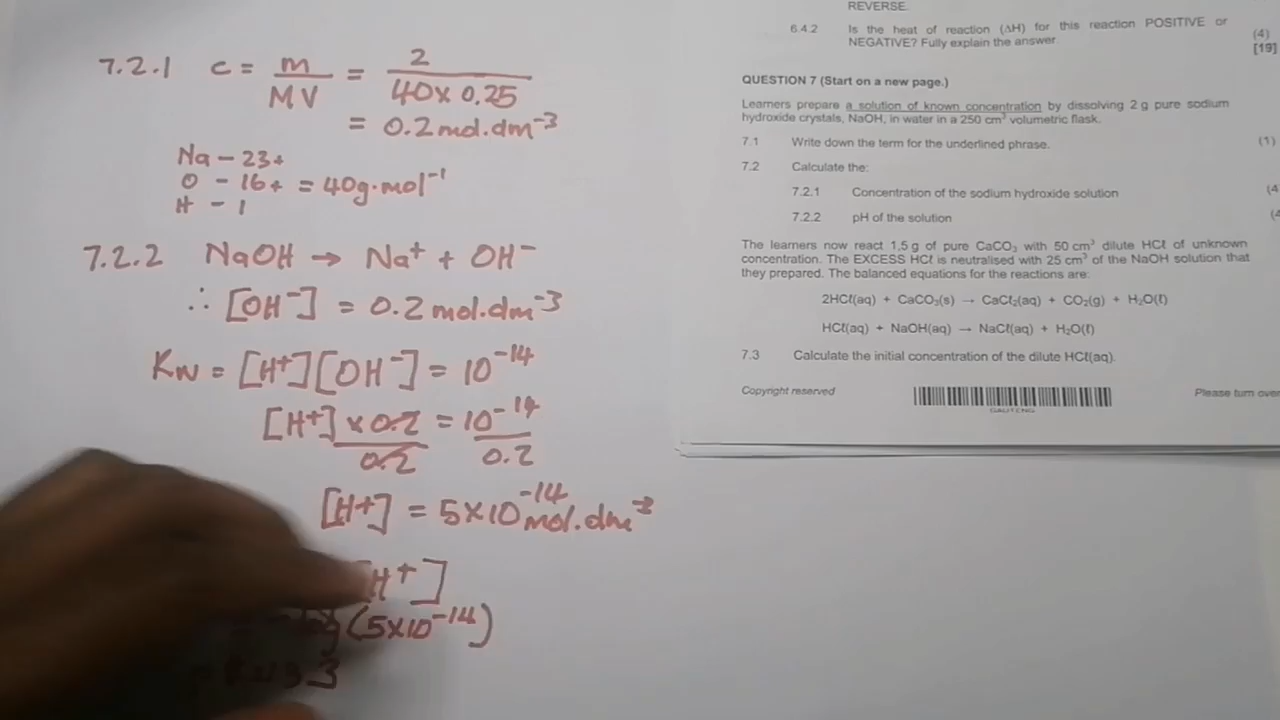 7.2.1 c = m/MV = 2/40 x 0.25
= 0.2 mol.dm⁻³
Na - 23+
O - 16+ = 40g.mol⁻¹
H - 1
7.2.2 NaOH → Na⁺ + OH⁻
∴ [OH⁻] = 0.2 mol.dm⁻³
Kw = [H⁺][OH⁻] = 10⁻¹⁴
[H⁺] x 0.2/0.2 = 10⁻¹⁴/0.2
[H⁺] = 5x10⁻¹⁴ mol.dm⁻³
[H⁺]
(5x10⁻¹⁴)
REVERSE.
6.4.2 Is the heat of reaction (ΔH) for this reaction POSITIVE or
NEGATIVE? Fully explain the answer. (4)
[19]
QUESTION 7 (Start on a new page.)
Learners prepare a solution of known concentration by dissolving 2 g pure sodium
hydroxide crystals, NaOH, in water in a 250 cm³ volumetric flask.
7.1 Write down the term for the underlined phrase. (1)
7.2 Calculate the:
7.2.1 Concentration of the sodium hydroxide solution (4
7.2.2 pH of the solution
The learners now react 1,5 g of pure CaCO₃ with 50 cm³ dilute HCℓ of unknown
concentration. The EXCESS HCℓ is neutralised with 25 cm³ of the NaOH solution that
they prepared. The balanced equations for the reactions are:
2HCℓ(aq) + CaCO₃(s) → CaCℓ₂(aq) + CO₂(g) + H₂O(ℓ)
HCℓ(aq) + NaOH(aq) → NaCℓ(aq) + H₂O(ℓ)
7.3 Calculate the initial concentration of the dilute HCℓ(aq).
Copyright reserved Please turn over
GAUTENG